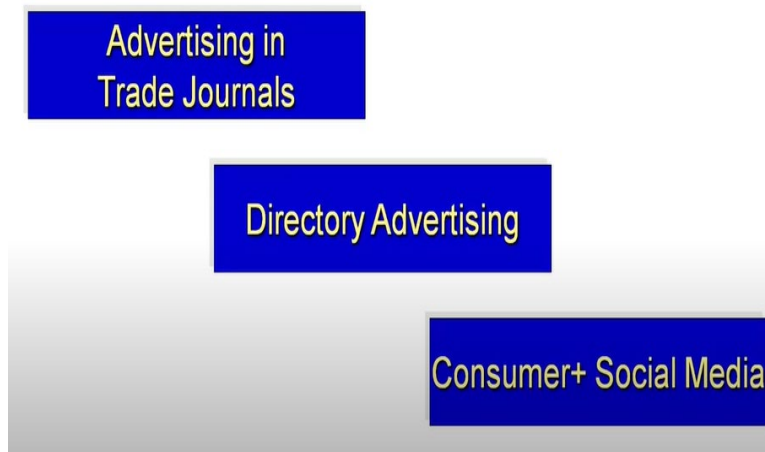 Advertising in
Trade Journals
Directory Advertising
Consumer+ Social Media